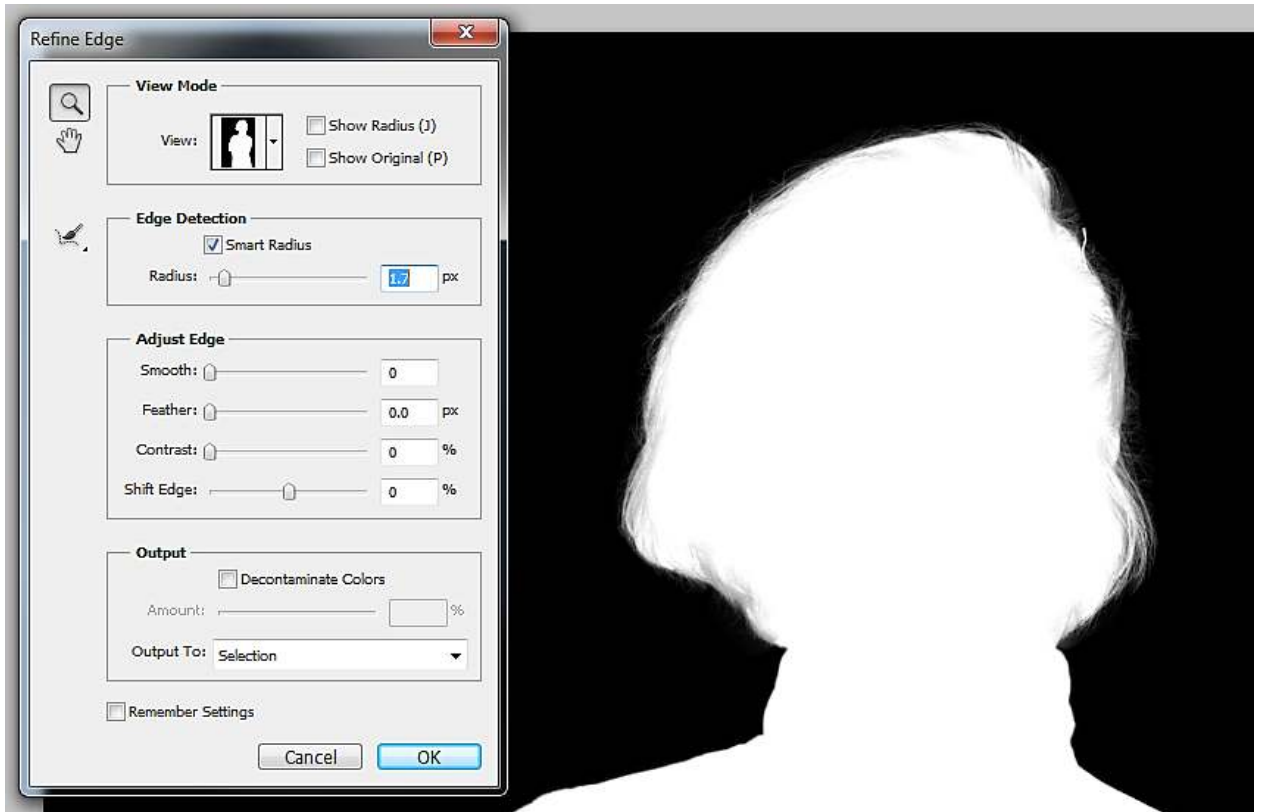 Refine Edge
View Mode
View:
Show Radius (J)
Show Original (P)
Edge Detection
Smart Radius
Radius: 1.7 px
Adjust Edge
Smooth: 0
Feather: 0.0 px
Contrast: 0 %
Shift Edge: 0 %
Output
Decontaminate Colors
Amount: %
Output To: Selection
Remember Settings
Cancel OK